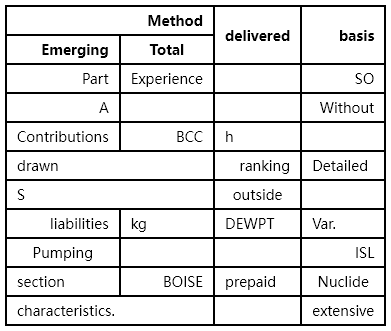 Method delivered basis
Emerging Total
Part Experience SO
A Without
Contributions BCC h
drawn ranking Detailed
S outside
liabilities kg DEWPT Var.
Pumping ISL
section BOISE prepaid Nuclide
characteristics. extensive